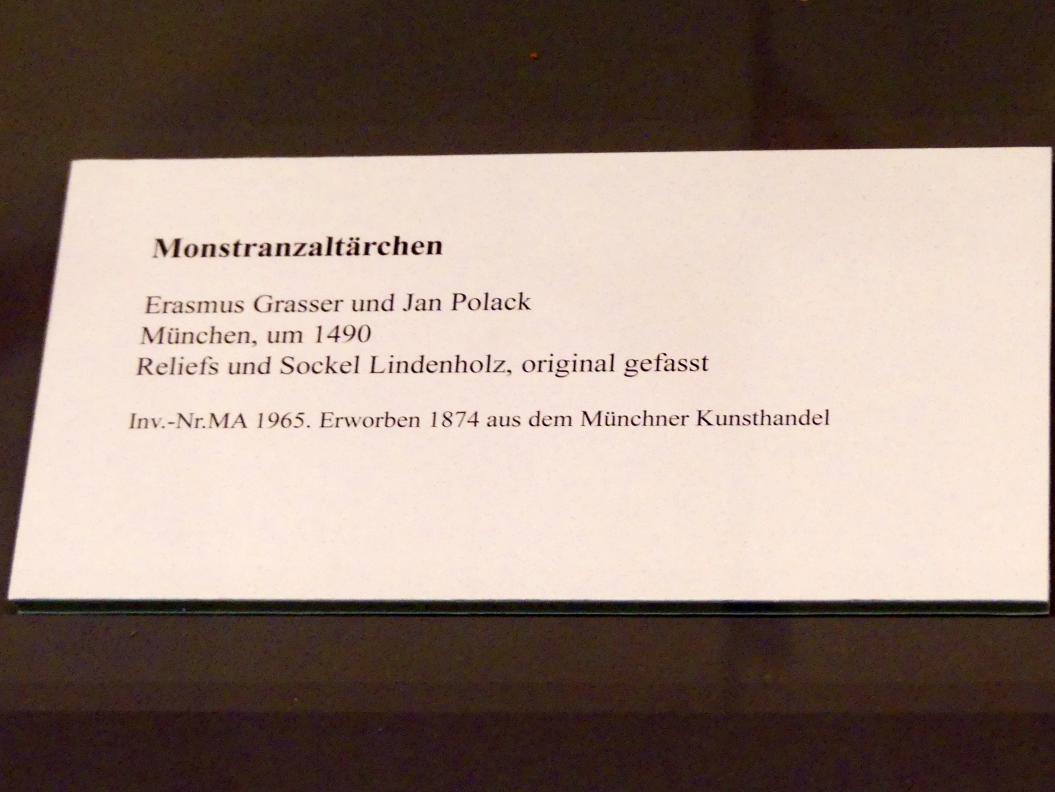 Monstranzaltärchen
Erasmus Grasser und Jan Polack
München, um 1490
Reliefs und Sockel Lindenholz, original gefasst
Inv.-Nr.MA 1965. Erworben 1874 aus dem Münchner Kunsthandel